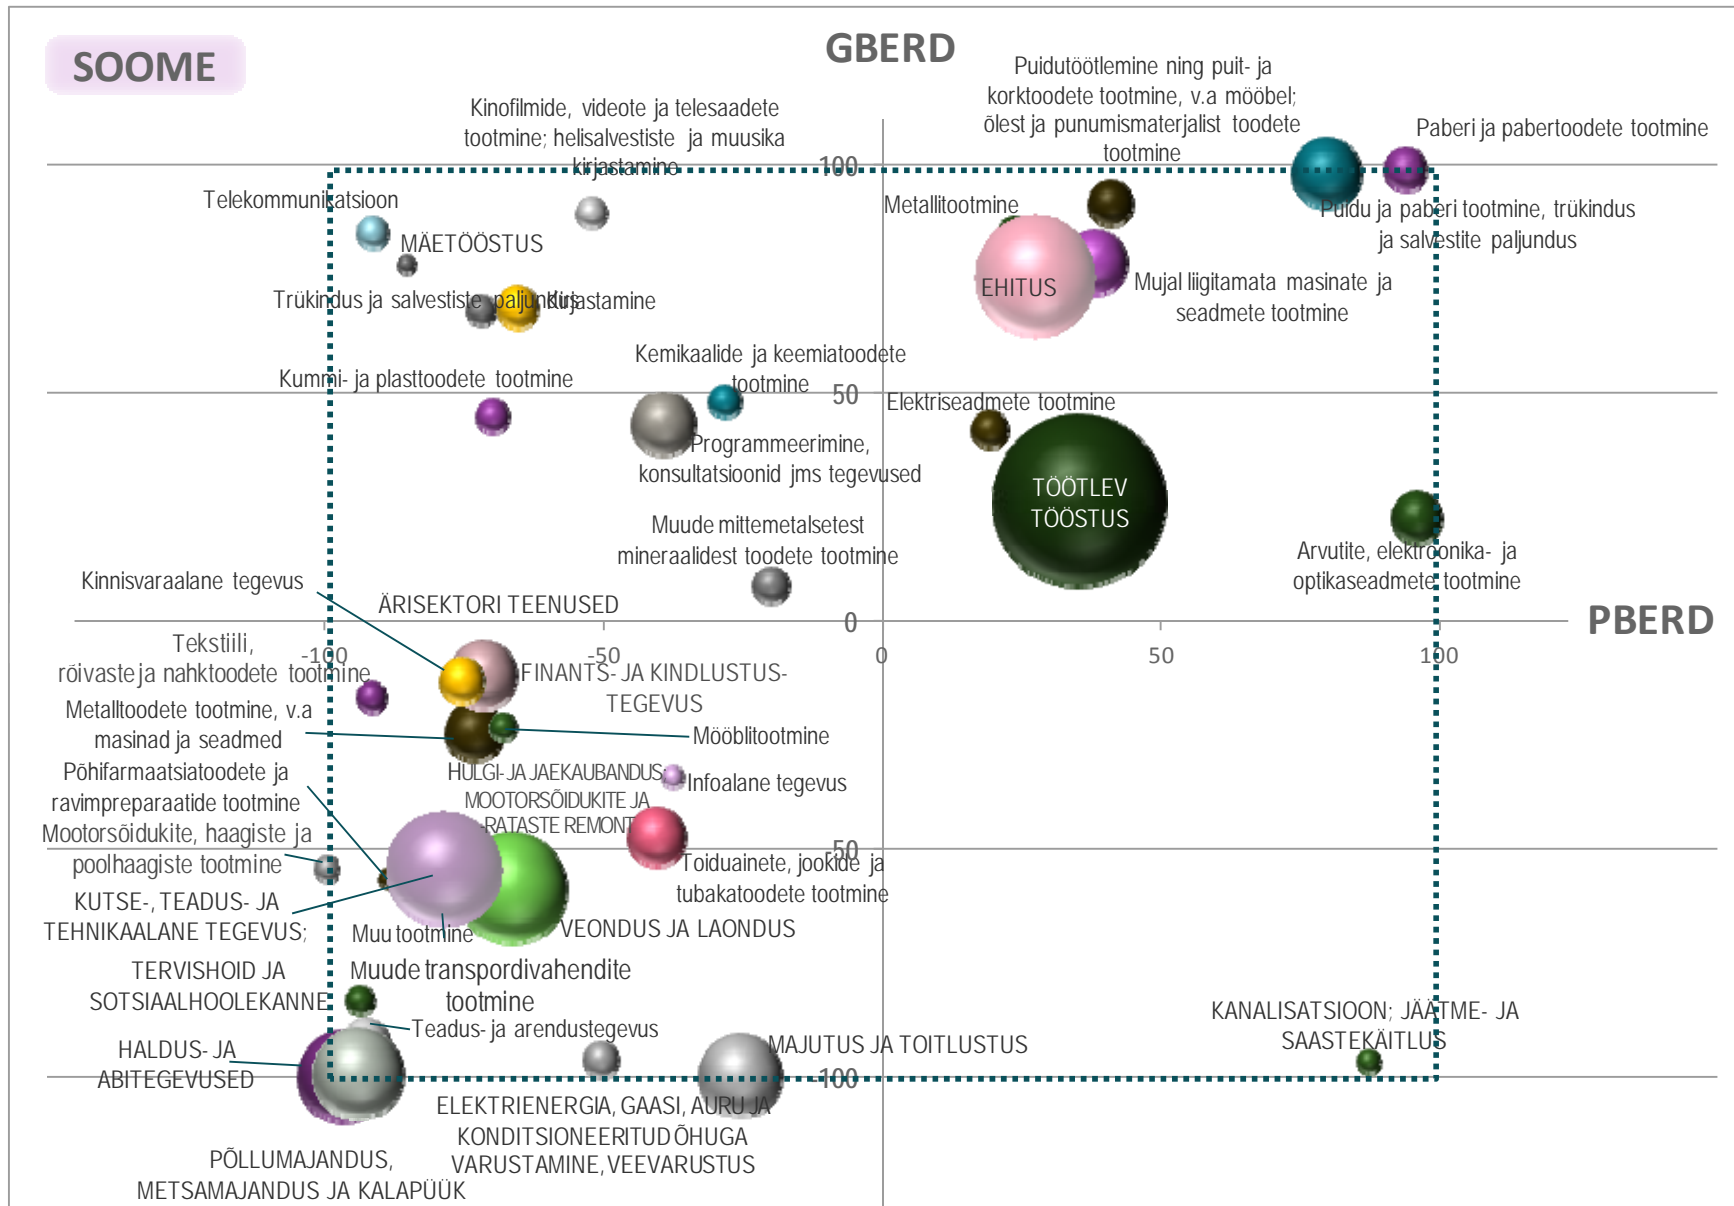 SOOME
GBERD
Puidutöötlemine ning puit- ja
korktoodete tootmine, v.a mööbel;
õlest ja punumismaterjalist toodete
tootmine
Kinofilmide, videote ja telesaadete
tootmine; helisalvestiste ja muusika
kirjastamine
Paberi ja pabertoodete tootmine
100
Telekommunikatsioon
Metallitootmine
Puidu ja paberi tootmine, trükindus
ja salvestite paljundus
MÄETÖÖSTUS
EHITUS
Mujal liigitamata masinate ja
seadmete tootmine
Trükindus ja salvestiste paljundus
Kirjastamine
Kemikaalide ja keemiatoodete
tootmine
Kummi- ja plasttoodete tootmine
50
Elektriseadmete tootmine
Programmeerimine,
konsultatsioonid jms tegevused
TÖÖTLEV
TÖÖSTUS
Muude mittemetalsetest
mineraalidest toodete tootmine
Arvutite, elektroonika- ja
optikaseadmete tootmine
Kinnisvaraalane tegevus
ÄRISEKTORI TEENUSED
0
PBERD
-100
-50
0
50
100
Tekstiili,
rõivaste ja nahktoodete tootmine
FINANTS- JA KINDLUSTUS-
TEGEVUS
Metalltoodete tootmine, v.a
masinad ja seadmed
Mööblitootmine
Põhifarmaatsiatoodete ja
ravimpreparaatide tootmine
HULGI- JA JAEKAUBANDUS;
MOOTORSÕIDUKITE JA
-RATASTE REMONT
Infoalane tegevus
Mootorsõidukite, haagiste ja
poolhaagiste tootmine
-50
Toiduainete, jookide ja
tubakatoodete tootmine
KUTSE-, TEADUS- JA
TEHNIKAALANE TEGEVUS;
Muu tootmine
VEONDUS JA LAONDUS
TERVISHOID JA
SOTSIAALHOOLEKANNE
Muude transpordivahendite
tootmine
Teadus- ja arendustegevus
KANALISATSIOON; JÄÄTME- JA
SAASTEKÄITLUS
HALDUS- JA
ABITEGEVUSED
MAJUTUS JA TOITLUSTUS
-100
ELEKTRIENERGIA, GAASI, AURU JA
KONDITSIONEERITUD ÕHUGA
VARUSTAMINE, VEEVARUSTUS
PÕLLUMAJANDUS,
METSAMAJANDUS JA KALAPÜÜK